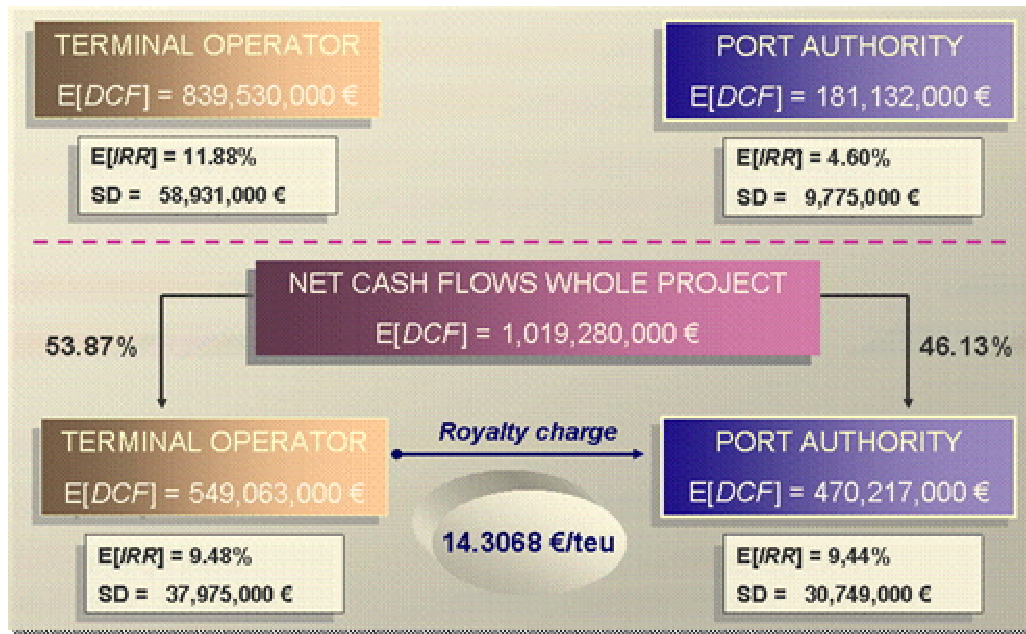 TERMINAL OPERATOR
E[DCF] = 839,530,000 €
E[IRR] = 11.88%
SD = 58,931,000 €
PORT AUTHORITY
E[DCF] = 181,132,000 €
E[IRR] = 4.60%
SD = 9,775,000 €
NET CASH FLOWS WHOLE PROJECT
E[DCF] = 1,019,280,000 €
53.87%
46.13%
TERMINAL OPERATOR
E[DCF] = 549,063,000 €
E[IRR] = 9.48%
SD = 37,975,000 €
Royalty charge
14.3068 €/teu
PORT AUTHORITY
E[DCF] = 470,217,000 €
E[IRR] = 9,44%
SD = 30,749,000 €